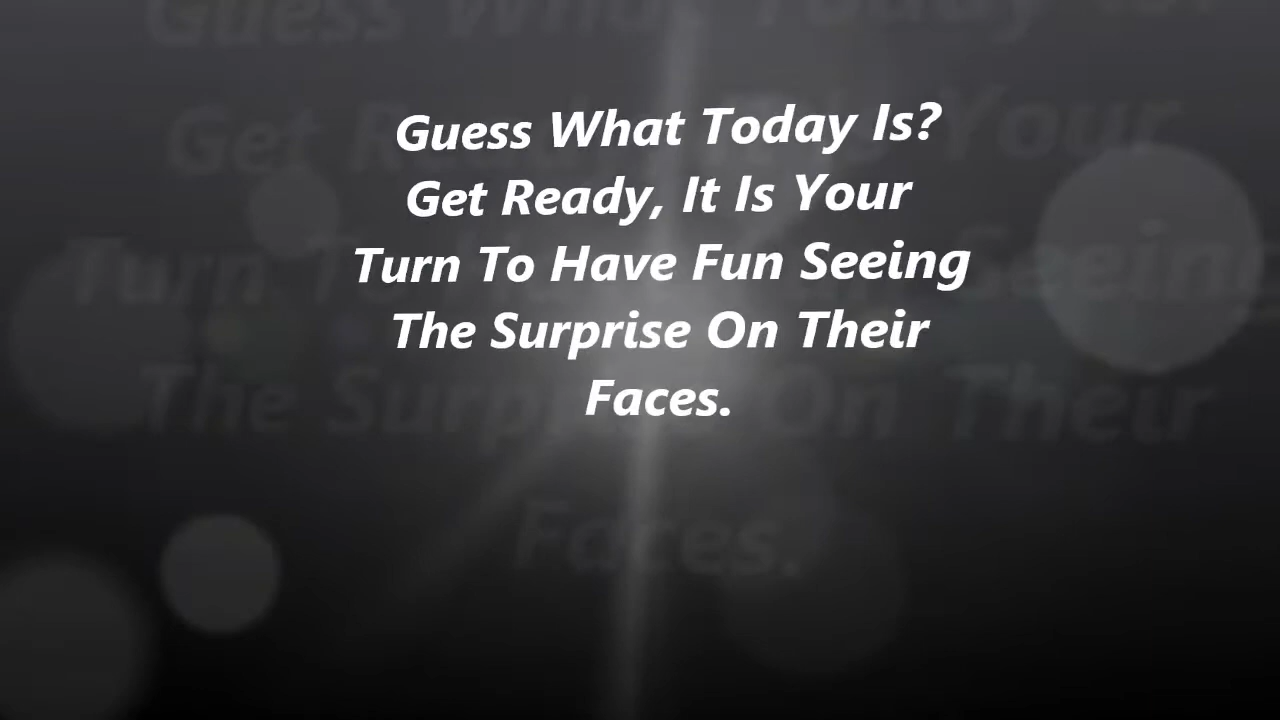 Guess What Today Is?
Get Ready, It Is Your
Turn To Have Fun Seeing
The Surprise On Their
Faces.